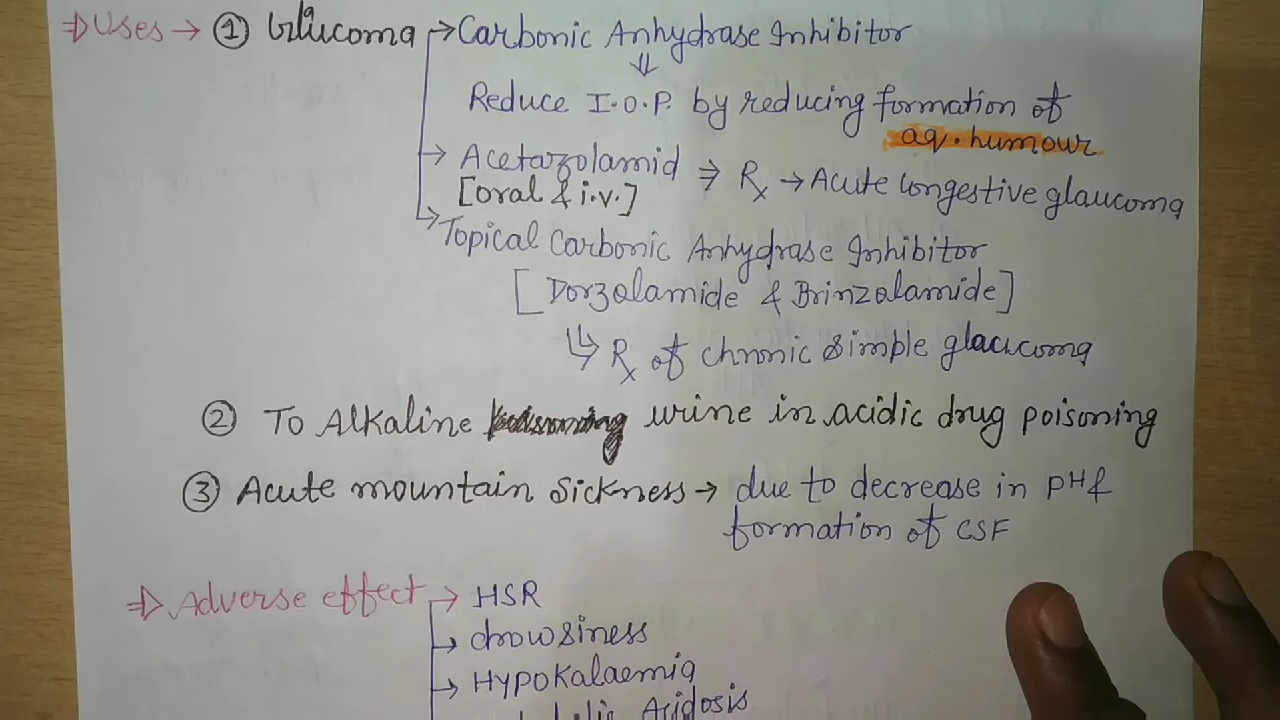 ⇒ Uses → ① Glaucoma → Carbonic Anhydrase Inhibitor
⇓
Reduce I.O.P. by reducing formation of
aq. humour
→ Acetazolamid ⇒ Rx → Acute Congestive glaucoma
[oral & i.v.]
→ Topical Carbonic Anhydrase Inhibitor
[Dorzolamide & Brinzolamide]
↳ Rx of chronic simple glaucoma
② To Alkaline urine in acidic drug poisoning
③ Acute mountain Sickness → due to decrease in pH &
formation of CSF
⇒ Adverse effect → HSR
→ drowsiness
→ Hypokalaemia
Acidosis